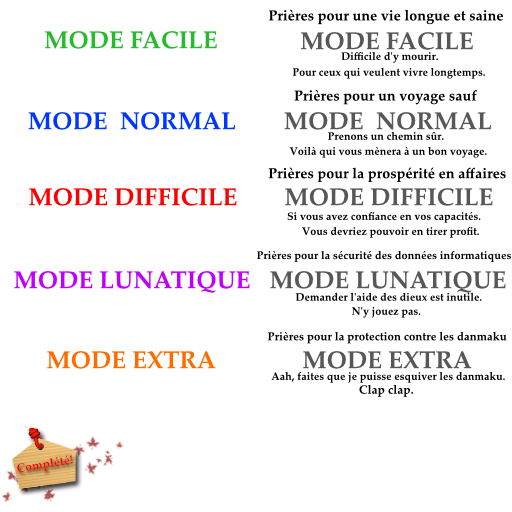 MODE FACILE
Prières pour une vie longue et saine
MODE FACILE
Difficile d'y mourir.
Pour ceux qui veulent vivre longtemps.
MODE NORMAL
Prières pour un voyage sauf
MODE NORMAL
Prenons un chemin sûr.
Voilà qui vous mènera à un bon voyage.
MODE DIFFICILE
Prières pour la prospérité en affaires
MODE DIFFICILE
Si vous avez confiance en vos capacités.
Vous devriez pouvoir en tirer profit.
MODE LUNATIQUE
Prières pour la sécurité des données informatiques
MODE LUNATIQUE
Demander l'aide des dieux est inutile.
N'y jouez pas.
MODE EXTRA
Prières pour la protection contre les danmaku
MODE EXTRA
Aah, faites que je puisse esquiver les danmaku.
Clap clap.
Complété!